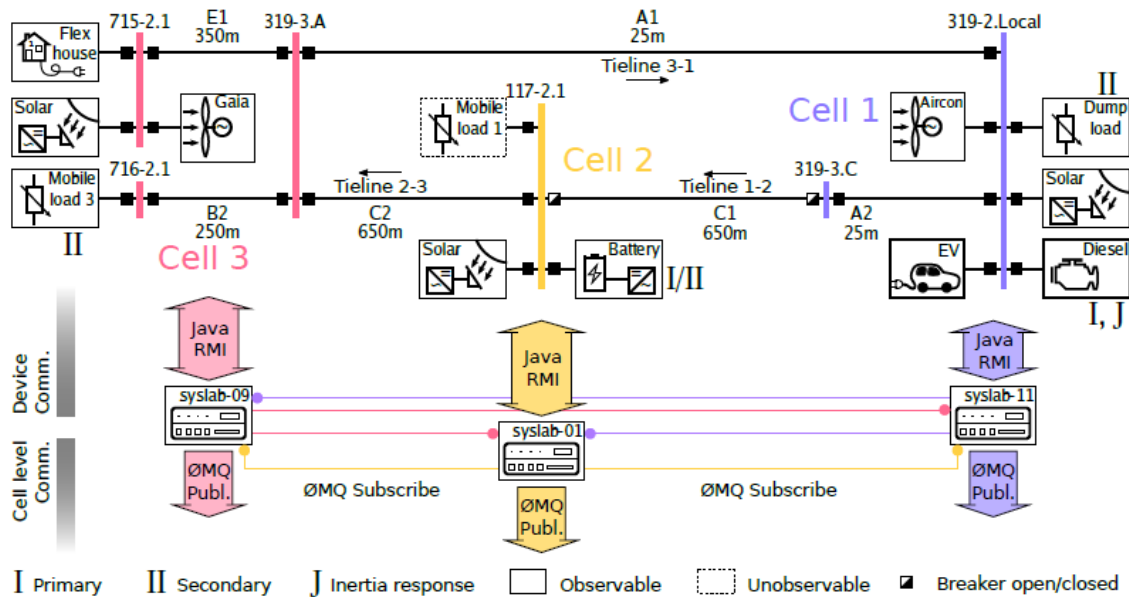 715-2.1
E1
350m
319-3.A
A1
25m
319-2.Local
Flex
house
Tieline 3-1
117-2.1
Solar
Gaia
Mobile
load 1
Cell 1
Aircon
II
Dump
load
Cell 2
716-2.1
Mobile
load 3
II
B2
250m
Tieline 2-3
C2
650m
Tieline 1-2
C1
650m
319-3.C
A2
25m
Solar
Cell 3
Solar
Battery
I/II
EV
Diesel
I, J
Device
Comm.
Java
RMI
Java
RMI
Java
RMI
syslab-09
syslab-01
syslab-11
Cell level
Comm.
ØMQ
Publ.
ØMQ Subscribe
ØMQ
Publ.
ØMQ Subscribe
ØMQ
Publ.
I Primary
II Secondary
J Inertia response
Observable
Unobservable
Breaker open/closed